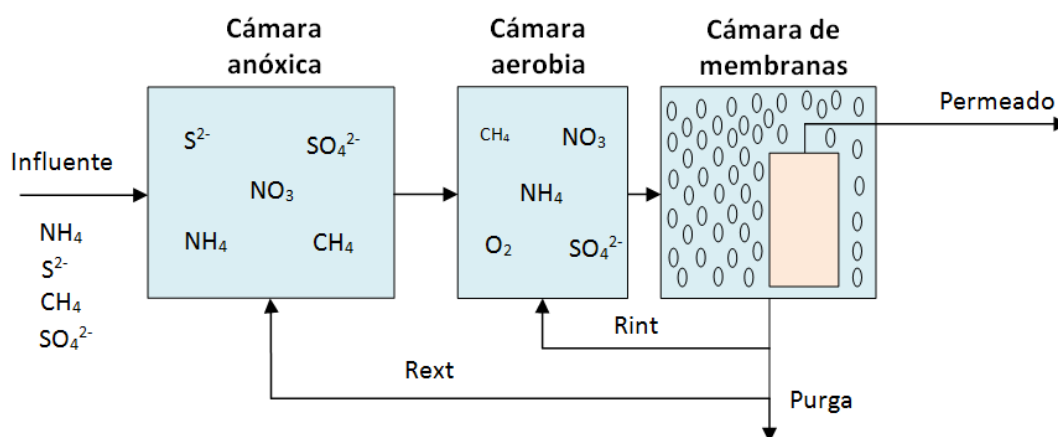 Cámara
anóxica
Cámara
aerobia
Cámara de
membranas
Permeado
Influente
NH₄
S²⁻
CH₄
SO₄²⁻
S²⁻
SO₄²⁻
NO₃
NH₄
CH₄
CH₄
NO₃
NH₄
O₂
SO₄²⁻
Rint
Rext
Purga